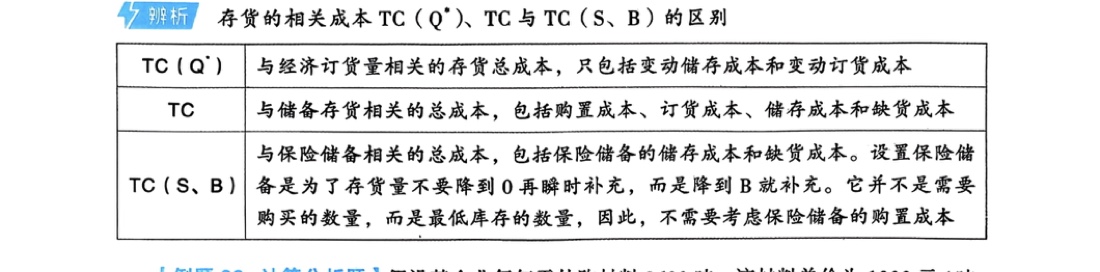 辨析 存货的相关成本 TC（Q*）、TC 与 TC（S、B）的区别
TC（Q*） 与经济订货量相关的存货总成本，只包括变动储存成本和变动订货成本
TC 与储备存货相关的总成本，包括购置成本、订货成本、储存成本和缺货成本
与保险储备相关的总成本，包括保险储备的储存成本和缺货成本。设置保险储
TC（S、B） 备是为了存货量不要降到 0 再瞬时补充，而是降到 B 就补充。它并不是需要
购买的数量，而是最低库存的数量，因此，不需要考虑保险储备的购置成本